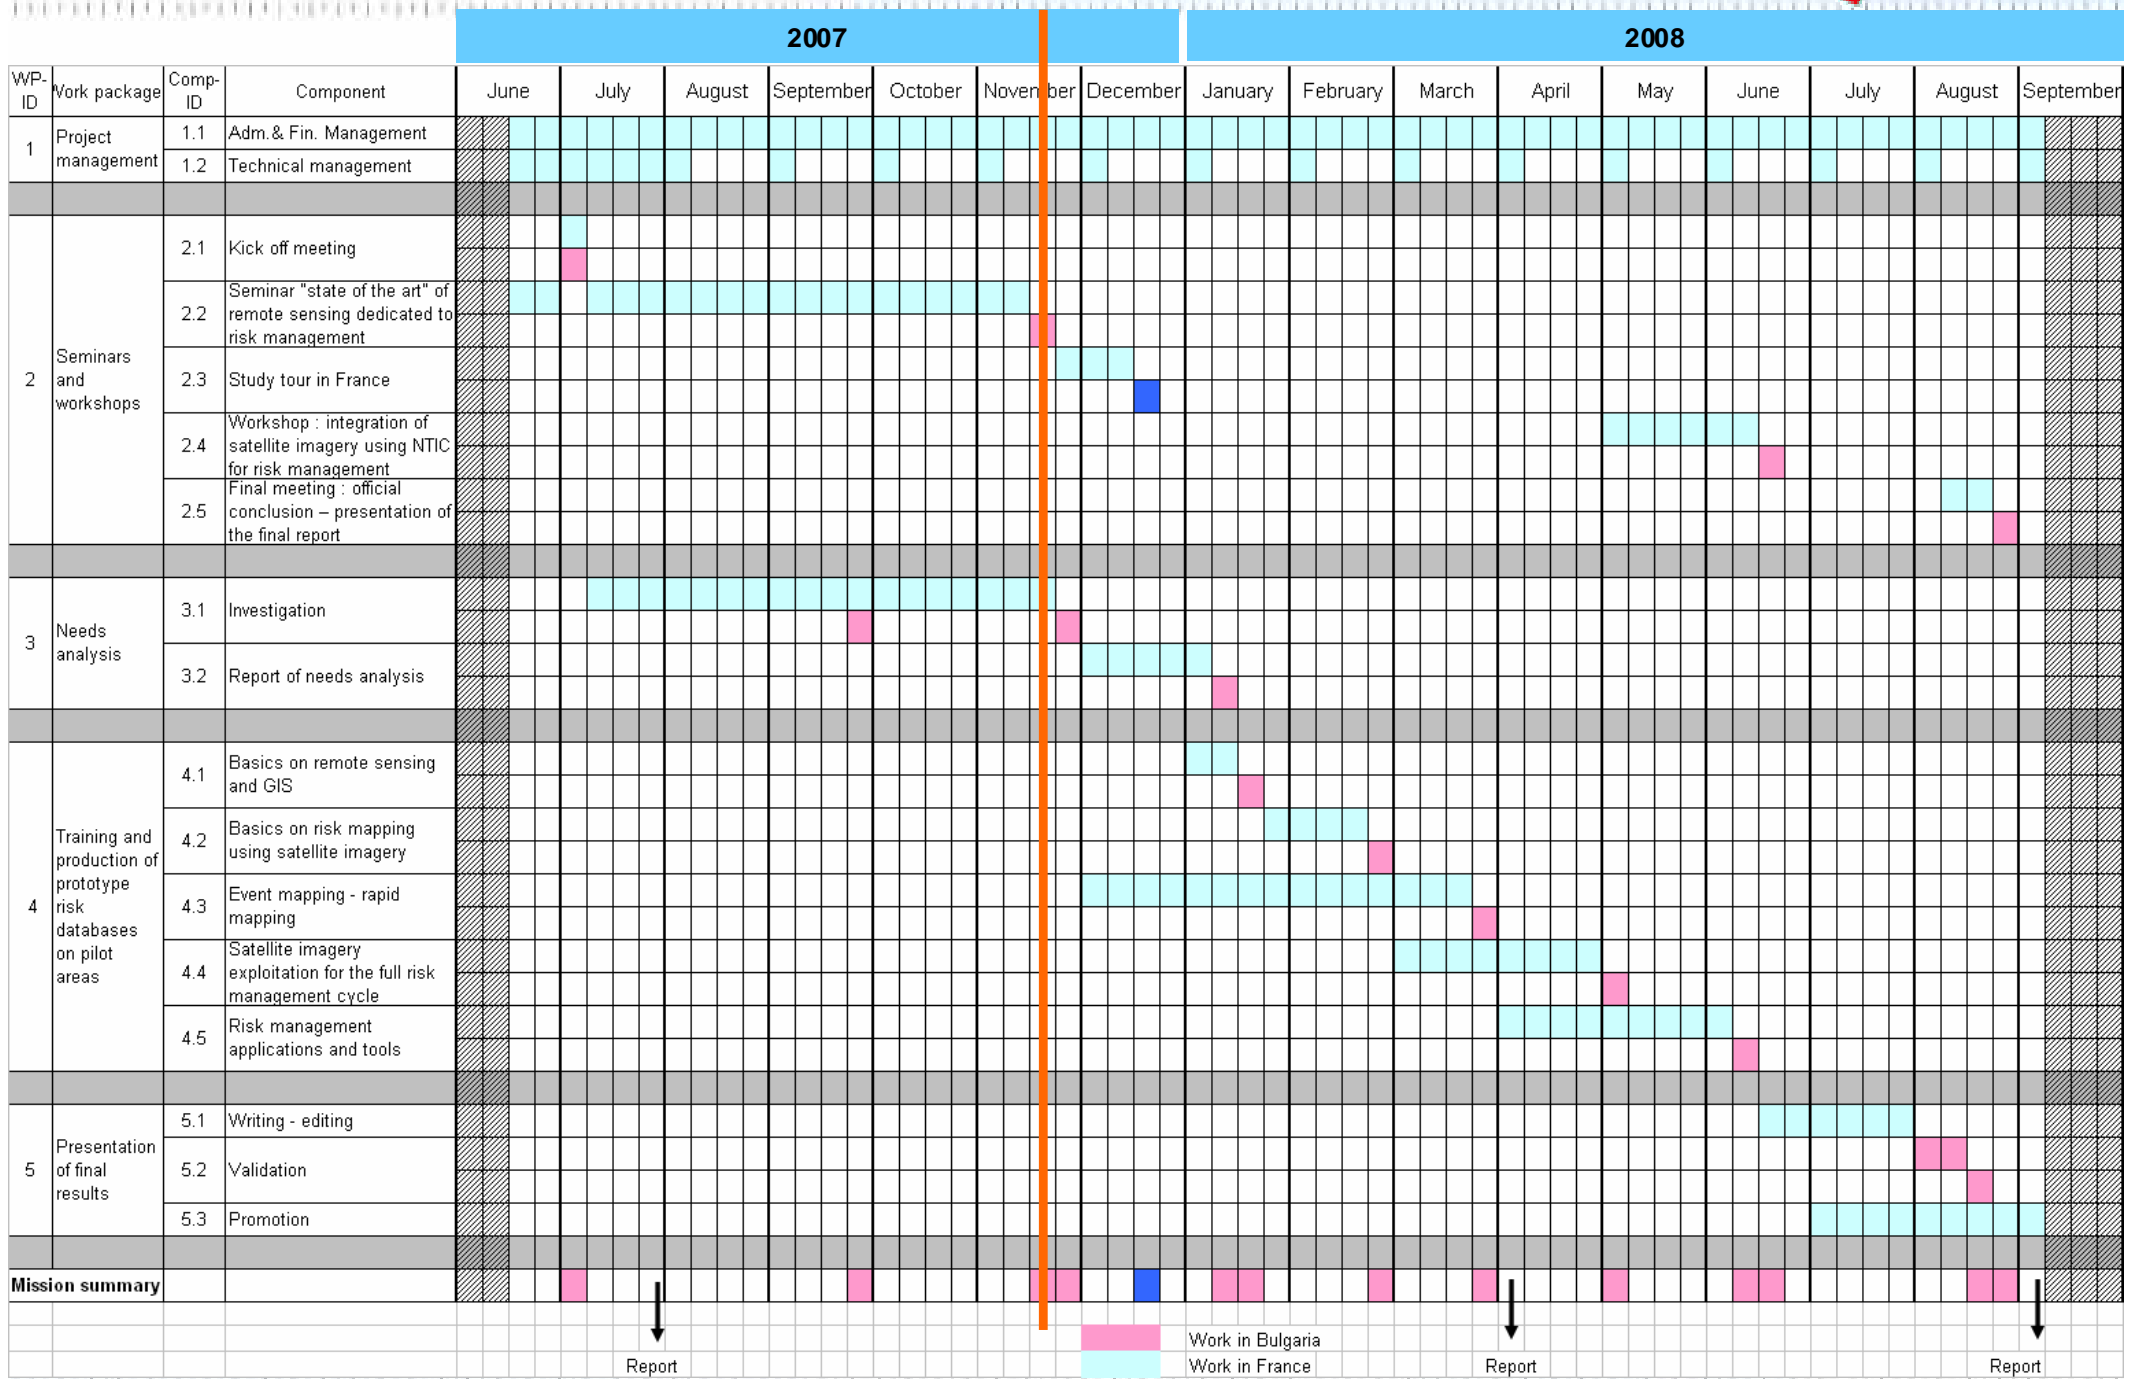 2007
2008
WP-
ID
Work package
Comp-
ID
Component
June
July
August
September
October
November
December
January
February
March
April
May
June
July
August
September
1
Project
management
1.1
Adm.& Fin. Management
1.2
Technical management
2
Seminars
and
workshops
2.1
Kick off meeting
2.2
Seminar "state of the art" of
remote sensing dedicated to
risk management
2.3
Study tour in France
2.4
Workshop : integration of
satellite imagery using NTIC
for risk management
2.5
Final meeting : official
conclusion – presentation of
the final report
3
Needs
analysis
3.1
Investigation
3.2
Report of needs analysis
4
Training and
production of
prototype
risk
databases
on pilot
areas
4.1
Basics on remote sensing
and GIS
4.2
Basics on risk mapping
using satellite imagery
4.3
Event mapping - rapid
mapping
4.4
Satellite imagery
exploitation for the full risk
management cycle
4.5
Risk management
applications and tools
5
Presentation
of final
results
5.1
Writing - editing
5.2
Validation
5.3
Promotion
Mission summary
Work in Bulgaria
Report
Work in France
Report
Report